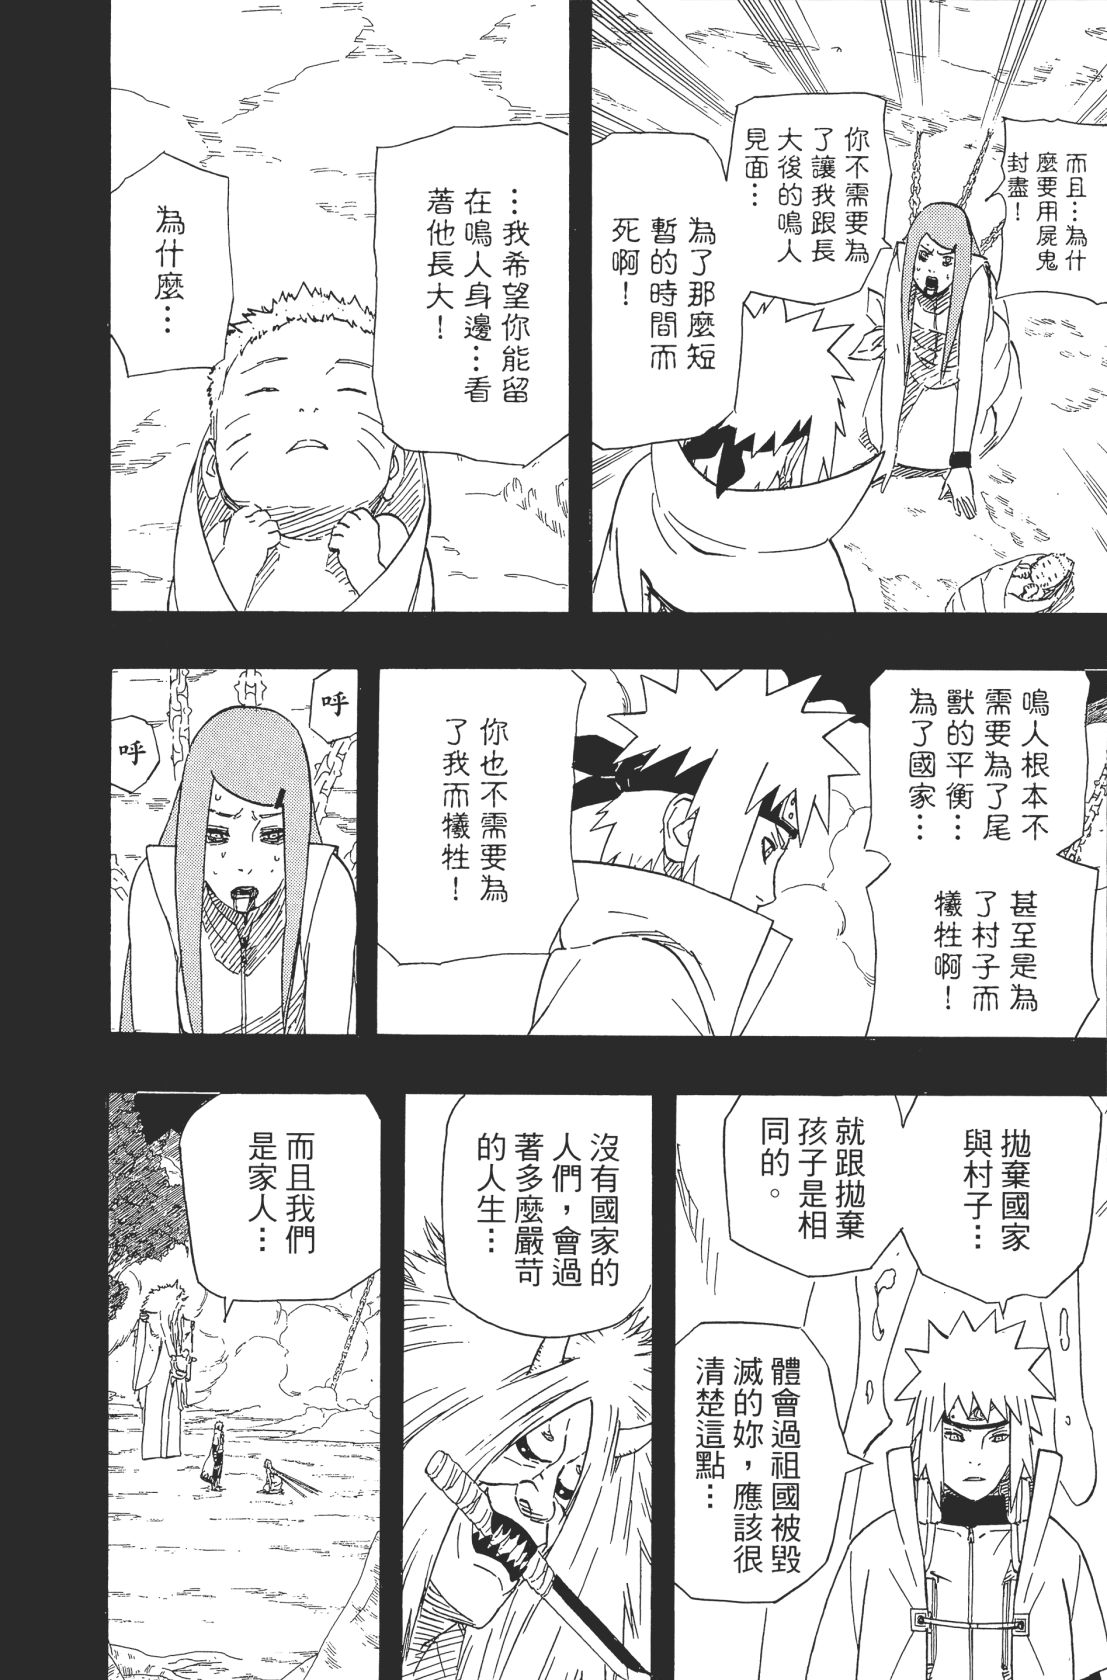 而且…為什
麼要用屍鬼
封盡！
你不需要為
了讓我跟長
大後的鳴人
見面…
為了那麼短
暫的時間而
死啊！
…我希望你能留
在鳴人身邊…看
著他長大！
為什麼…
鳴人根本不
需要為了尾
獸的平衡…
為了國家…
甚至是為
了村子而
犧牲啊！
你也不需要為
了我而犧牲！
呼
呼
拋棄國家
與村子…
就跟拋棄
孩子是相
同的。
體會過祖國被毀
滅的妳，應該很
清楚這點…
沒有國家的
人們，會過
著多麼嚴苛
的人生…
而且我們
是家人…